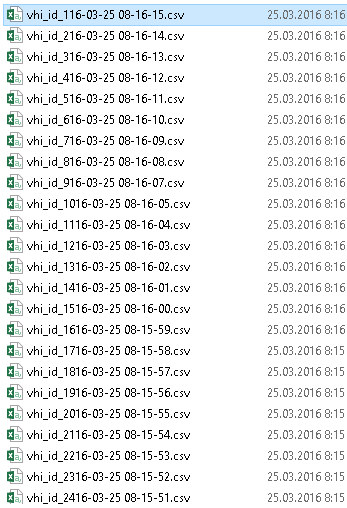 vhi_id_116-03-25 08-16-15.csv 25.03.2016 8:16
vhi_id_216-03-25 08-16-14.csv 25.03.2016 8:16
vhi_id_316-03-25 08-16-13.csv 25.03.2016 8:16
vhi_id_416-03-25 08-16-12.csv 25.03.2016 8:16
vhi_id_516-03-25 08-16-11.csv 25.03.2016 8:16
vhi_id_616-03-25 08-16-10.csv 25.03.2016 8:16
vhi_id_716-03-25 08-16-09.csv 25.03.2016 8:16
vhi_id_816-03-25 08-16-08.csv 25.03.2016 8:16
vhi_id_916-03-25 08-16-07.csv 25.03.2016 8:16
vhi_id_1016-03-25 08-16-05.csv 25.03.2016 8:16
vhi_id_1116-03-25 08-16-04.csv 25.03.2016 8:16
vhi_id_1216-03-25 08-16-03.csv 25.03.2016 8:16
vhi_id_1316-03-25 08-16-02.csv 25.03.2016 8:16
vhi_id_1416-03-25 08-16-01.csv 25.03.2016 8:16
vhi_id_1516-03-25 08-16-00.csv 25.03.2016 8:16
vhi_id_1616-03-25 08-15-59.csv 25.03.2016 8:16
vhi_id_1716-03-25 08-15-58.csv 25.03.2016 8:15
vhi_id_1816-03-25 08-15-57.csv 25.03.2016 8:15
vhi_id_1916-03-25 08-15-56.csv 25.03.2016 8:15
vhi_id_2016-03-25 08-15-55.csv 25.03.2016 8:15
vhi_id_2116-03-25 08-15-54.csv 25.03.2016 8:15
vhi_id_2216-03-25 08-15-53.csv 25.03.2016 8:15
vhi_id_2316-03-25 08-15-52.csv 25.03.2016 8:15
vhi_id_2416-03-25 08-15-51.csv 25.03.2016 8:15